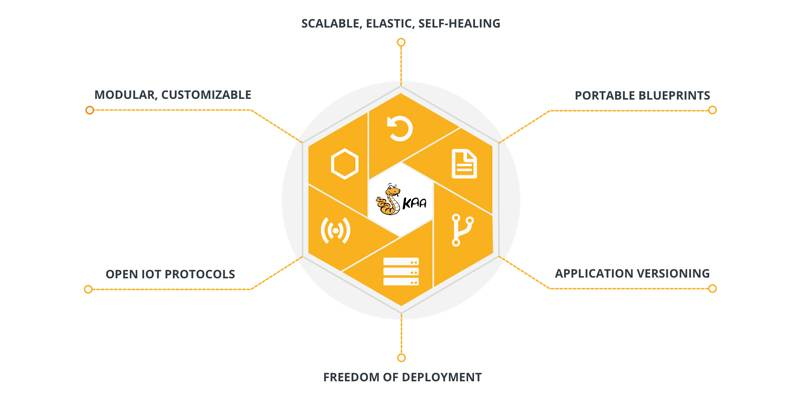 SCALABLE, ELASTIC, SELF-HEALING
MODULAR, CUSTOMIZABLE
PORTABLE BLUEPRINTS
KAA
OPEN IOT PROTOCOLS
APPLICATION VERSIONING
FREEDOM OF DEPLOYMENT